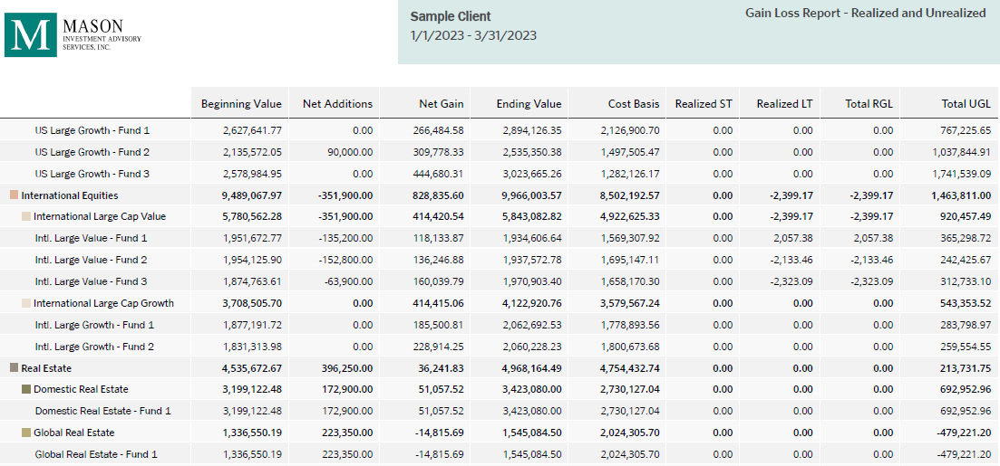 M MASON
INVESTMENT ADVISORY
SERVICES, INC.
Sample Client
1/1/2023 - 3/31/2023
Gain Loss Report - Realized and Unrealized
Beginning Value Net Additions Net Gain Ending Value Cost Basis Realized ST Realized LT Total RGL Total UGL
US Large Growth - Fund 1 2,627,641.77 0.00 266,484.58 2,894,126.35 2,126,900.70 0.00 0.00 0.00 767,225.65
US Large Growth - Fund 2 2,135,572.05 90,000.00 309,778.33 2,535,350.38 1,497,505.47 0.00 0.00 0.00 1,037,844.91
US Large Growth - Fund 3 2,578,984.95 0.00 444,680.31 3,023,665.26 1,282,126.17 0.00 0.00 0.00 1,741,539.09
International Equities 9,489,067.97 -351,900.00 828,835.60 9,966,003.57 8,502,192.57 0.00 -2,399.17 -2,399.17 1,463,811.00
International Large Cap Value 5,780,562.28 -351,900.00 414,420.54 5,843,082.82 4,922,625.33 0.00 -2,399.17 -2,399.17 920,457.49
Intl. Large Value - Fund 1 1,951,672.77 -135,200.00 118,133.87 1,934,606.64 1,569,307.92 0.00 2,057.38 2,057.38 365,298.72
Intl. Large Value - Fund 2 1,954,125.90 -152,800.00 136,246.88 1,937,572.78 1,695,147.11 0.00 -2,133.46 -2,133.46 242,425.67
Intl. Large Value - Fund 3 1,874,763.61 -63,900.00 160,039.79 1,970,903.40 1,658,170.30 0.00 -2,323.09 -2,323.09 312,733.10
International Large Cap Growth 3,708,505.70 0.00 414,415.06 4,122,920.76 3,579,567.24 0.00 0.00 0.00 543,353.52
Intl. Large Growth - Fund 1 1,877,191.72 0.00 185,500.81 2,062,692.53 1,778,893.56 0.00 0.00 0.00 283,798.97
Intl. Large Growth - Fund 2 1,831,313.98 0.00 228,914.25 2,060,228.23 1,800,673.68 0.00 0.00 0.00 259,554.55
Real Estate 4,535,672.67 396,250.00 36,241.83 4,968,164.49 4,754,432.74 0.00 0.00 0.00 213,731.75
Domestic Real Estate 3,199,122.48 172,900.00 51,057.52 3,423,080.00 2,730,127.04 0.00 0.00 0.00 692,952.96
Domestic Real Estate - Fund 1 3,199,122.48 172,900.00 51,057.52 3,423,080.00 2,730,127.04 0.00 0.00 0.00 692,952.96
Global Real Estate 1,336,550.19 223,350.00 -14,815.69 1,545,084.50 2,024,305.70 0.00 0.00 0.00 -479,221.20
Global Real Estate - Fund 1 1,336,550.19 223,350.00 -14,815.69 1,545,084.50 2,024,305.70 0.00 0.00 0.00 -479,221.20